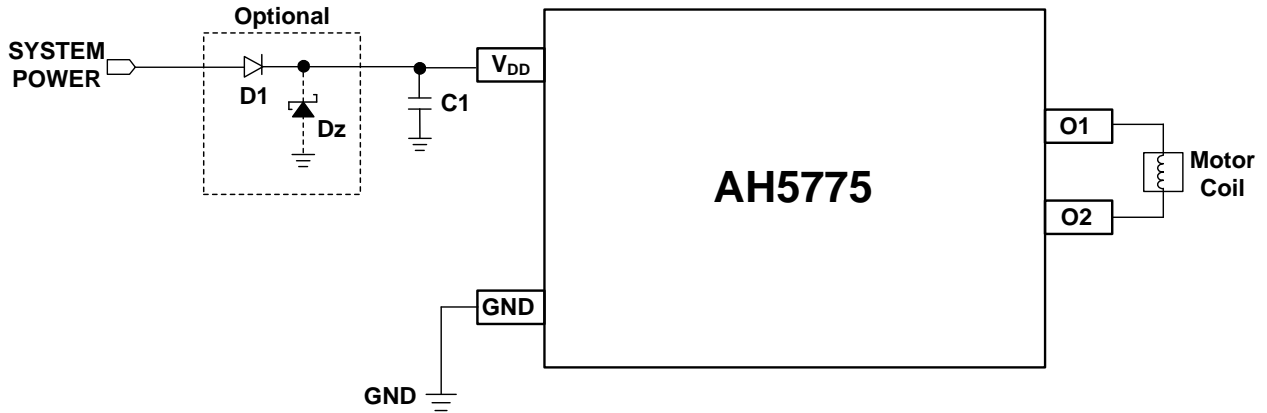 Optional
SYSTEM
POWER
D1
Dz
C1
VDD
AH5775
O1
O2
Motor
Coil
GND
GND